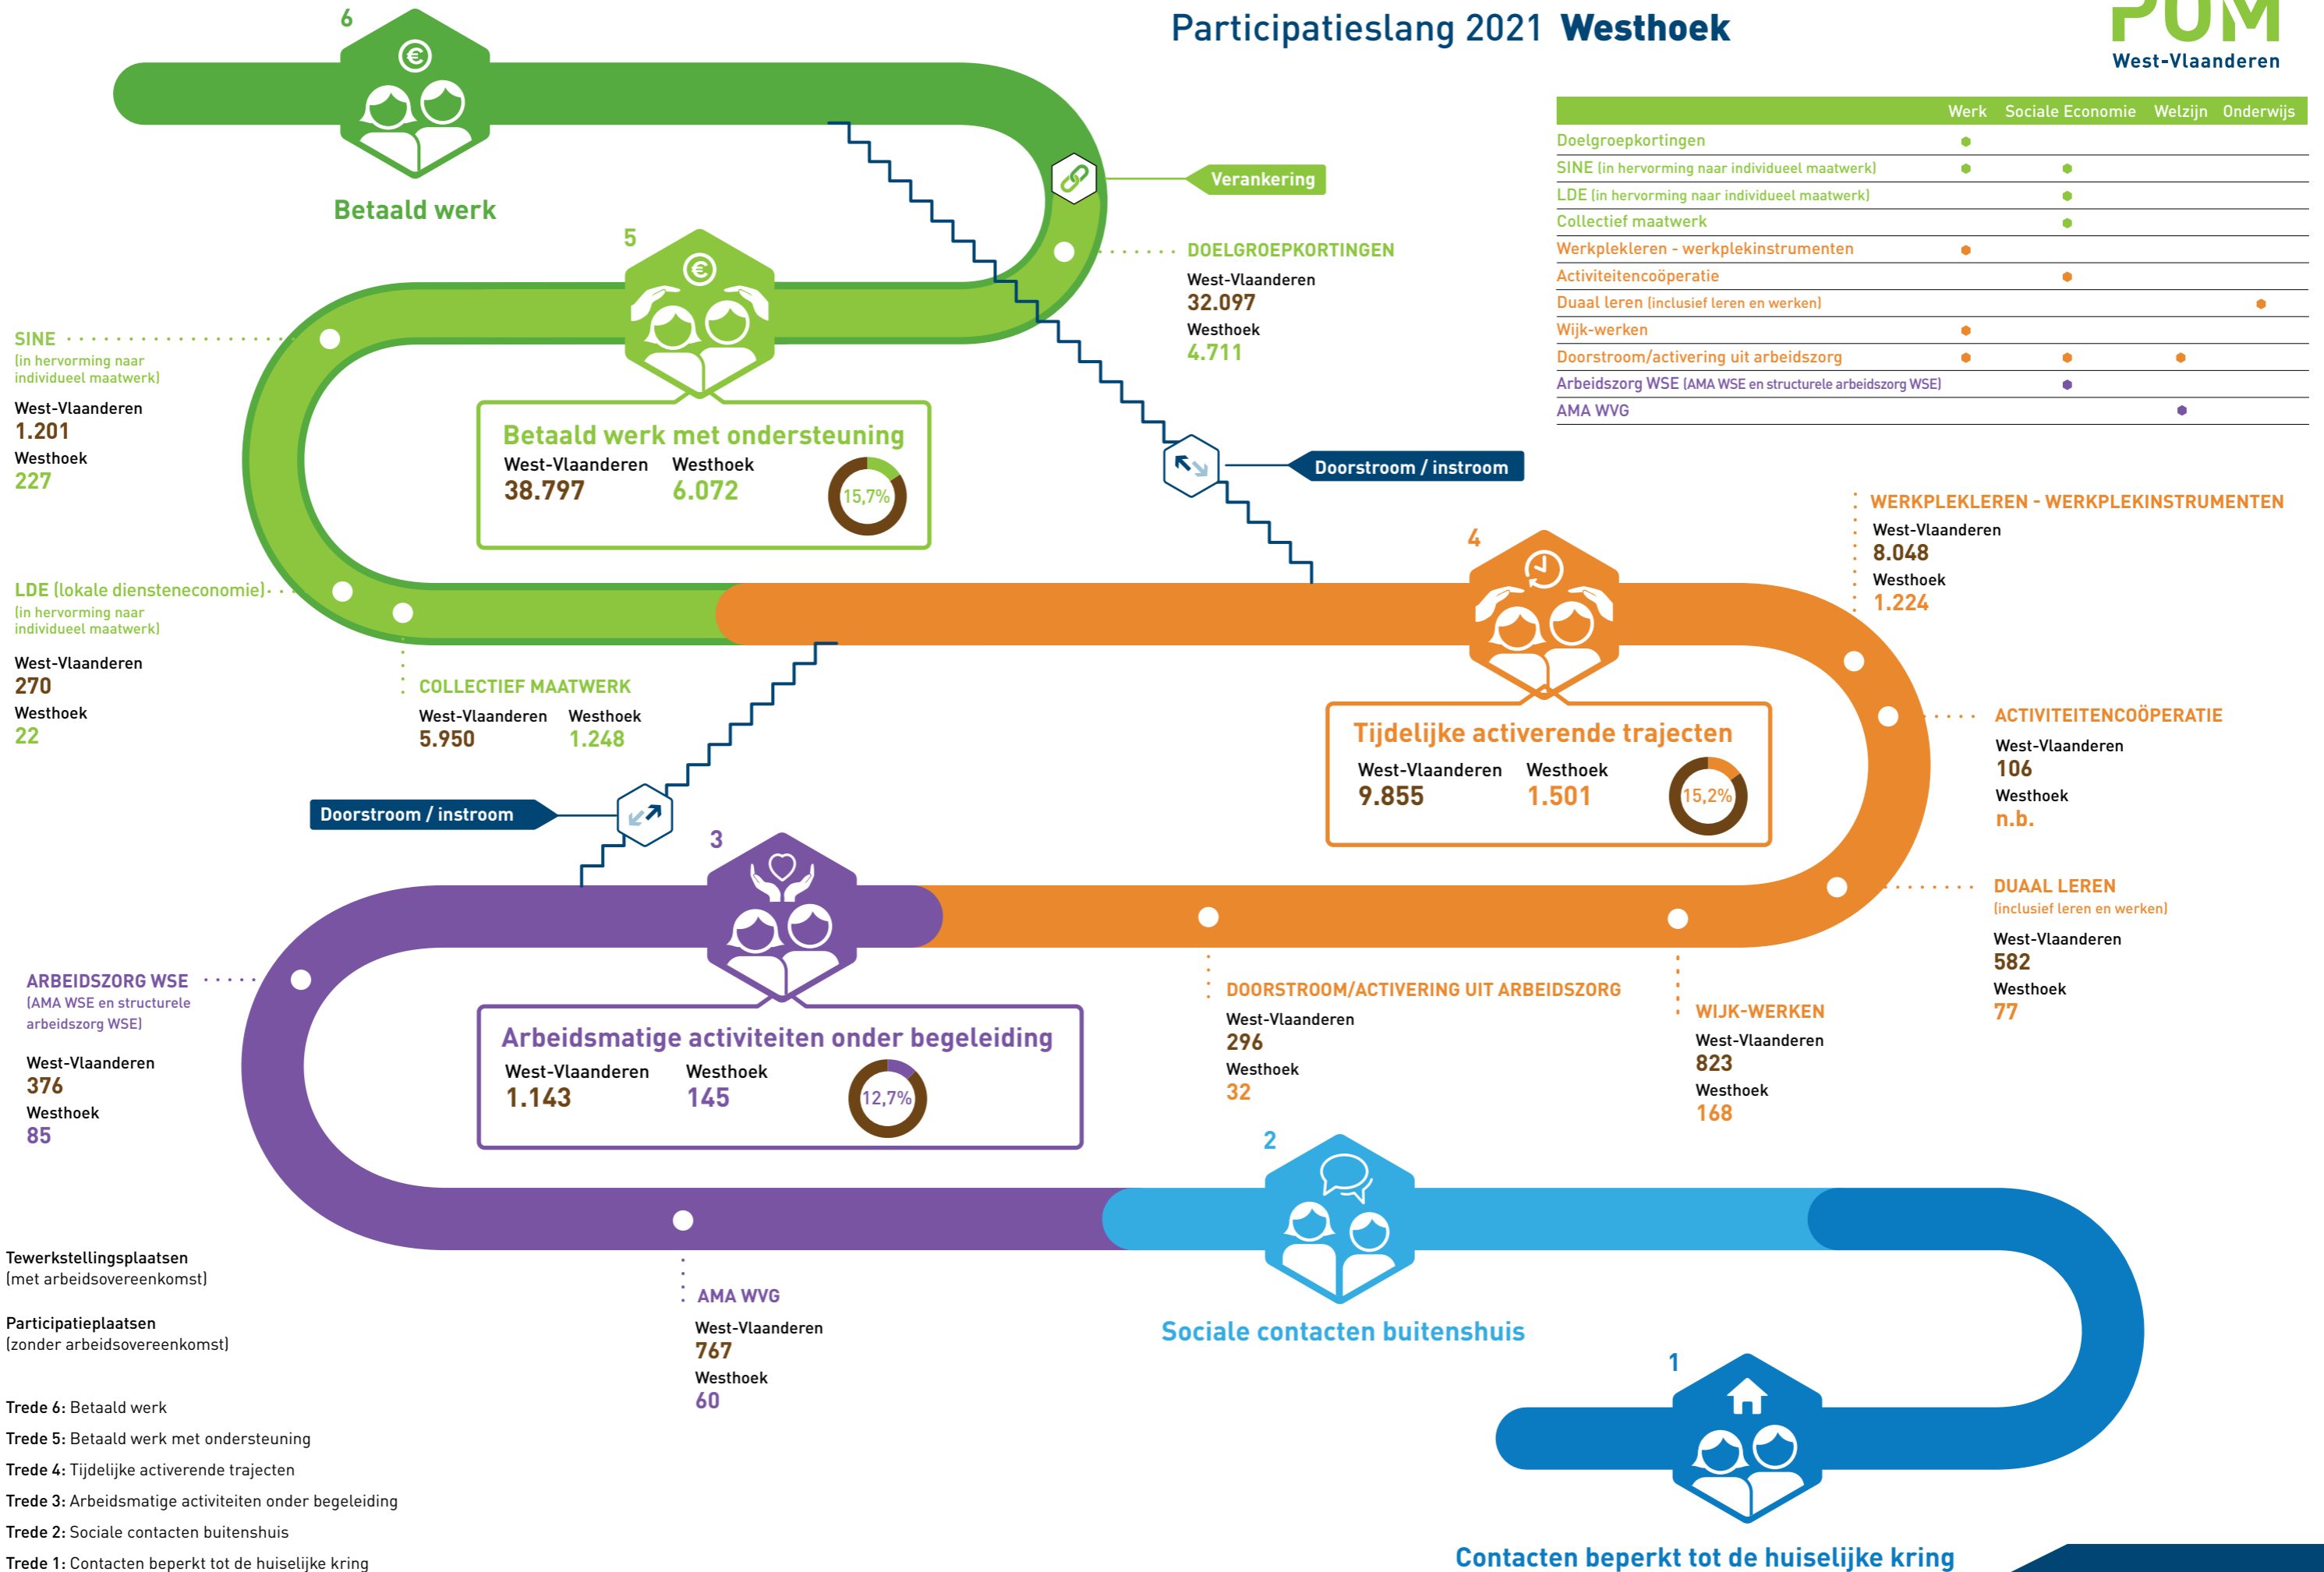 Participatieslang 2021 Westhoek
POM
West-Vlaanderen
Werk Sociale Economie Welzijn Onderwijs
Doelgroepkortingen
SINE (in hervorming naar individueel maatwerk)
LDE (in hervorming naar individueel maatwerk)
Collectief maatwerk
Werkplekleren - werkplekinstrumenten
Activiteitencoöperatie
Duaal leren (inclusief leren en werken)
Wijk-werken
Doorstroom/activering uit arbeidszorg
Arbeidszorg WSE (AMA WSE en structurele arbeidszorg WSE)
AMA WVG
6
€
Betaald werk
Verankering
5
€
DOELGROEPKORTINGEN
West-Vlaanderen
32.097
Westhoek
4.711
SINE
(in hervorming naar
individueel maatwerk)
West-Vlaanderen
1.201
Westhoek
227
Betaald werk met ondersteuning
West-Vlaanderen Westhoek
38.797 6.072
15,7%
Doorstroom / instroom
LDE (lokale diensteneconomie)
(in hervorming naar
individueel maatwerk)
West-Vlaanderen
270
Westhoek
22
COLLECTIEF MAATWERK
West-Vlaanderen Westhoek
5.950 1.248
4
WERKPLEKLEREN - WERKPLEKINSTRUMENTEN
West-Vlaanderen
8.048
Westhoek
1.224
Tijdelijke activerende trajecten
West-Vlaanderen Westhoek
9.855 1.501
15,2%
ACTIVITEITENCOÖPERATIE
West-Vlaanderen
106
Westhoek
n.b.
DUAAL LEREN
(inclusief leren en werken)
West-Vlaanderen
582
Westhoek
77
Doorstroom / instroom
3
ARBEIDSZORG WSE
(AMA WSE en structurele
arbeidszorg WSE)
West-Vlaanderen
376
Westhoek
85
Arbeidsmatige activiteiten onder begeleiding
West-Vlaanderen Westhoek
1.143 145
12,7%
DOORSTROOM/ACTIVERING UIT ARBEIDSZORG
West-Vlaanderen
296
Westhoek
32
WIJK-WERKEN
West-Vlaanderen
823
Westhoek
168
2
Sociale contacten buitenshuis
AMA WVG
West-Vlaanderen
767
Westhoek
60
1
Contacten beperkt tot de huiselijke kring
Tewerkstellingsplaatsen
(met arbeidsovereenkomst)
Participatieplaatsen
(zonder arbeidsovereenkomst)
Trede 6: Betaald werk
Trede 5: Betaald werk met ondersteuning
Trede 4: Tijdelijke activerende trajecten
Trede 3: Arbeidsmatige activiteiten onder begeleiding
Trede 2: Sociale contacten buitenshuis
Trede 1: Contacten beperkt tot de huiselijke kring